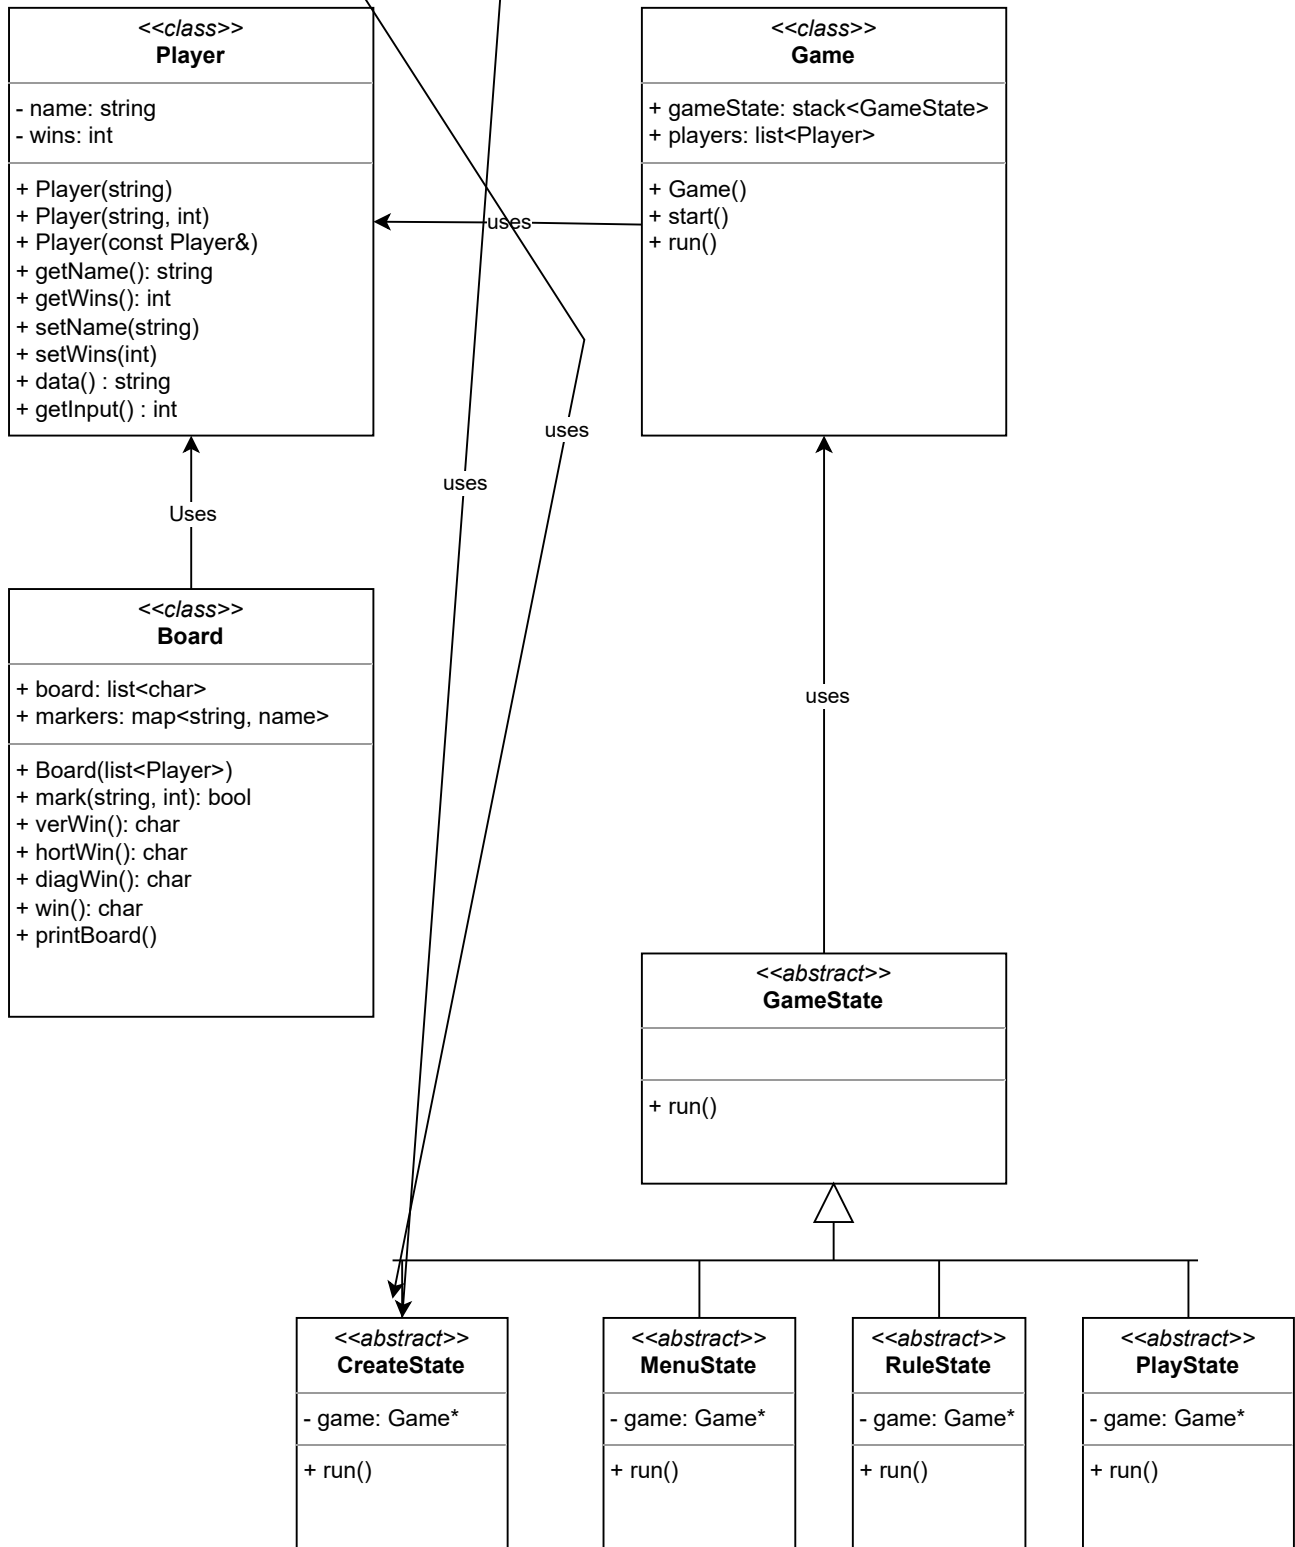 <<class>>
Player
- name: string
- wins: int
+ Player(string)
+ Player(string, int)
+ Player(const Player&)
+ getName(): string
+ getWins(): int
+ setName(string)
+ setWins(int)
+ data() : string
+ getInput() : int
<<class>>
Game
+ gameState: stack<GameState>
+ players: list<Player>
+ Game()
+ start()
+ run()
uses
uses
uses
Uses
uses
<<class>>
Board
+ board: list<char>
+ markers: map<string, name>
+ Board(list<Player>)
+ mark(string, int): bool
+ verWin(): char
+ hortWin(): char
+ diagWin(): char
+ win(): char
+ printBoard()
<<abstract>>
GameState
+ run()
<<abstract>>
CreateState
- game: Game*
+ run()
<<abstract>>
MenuState
- game: Game*
+ run()
<<abstract>>
RuleState
- game: Game*
+ run()
<<abstract>>
PlayState
- game: Game*
+ run()